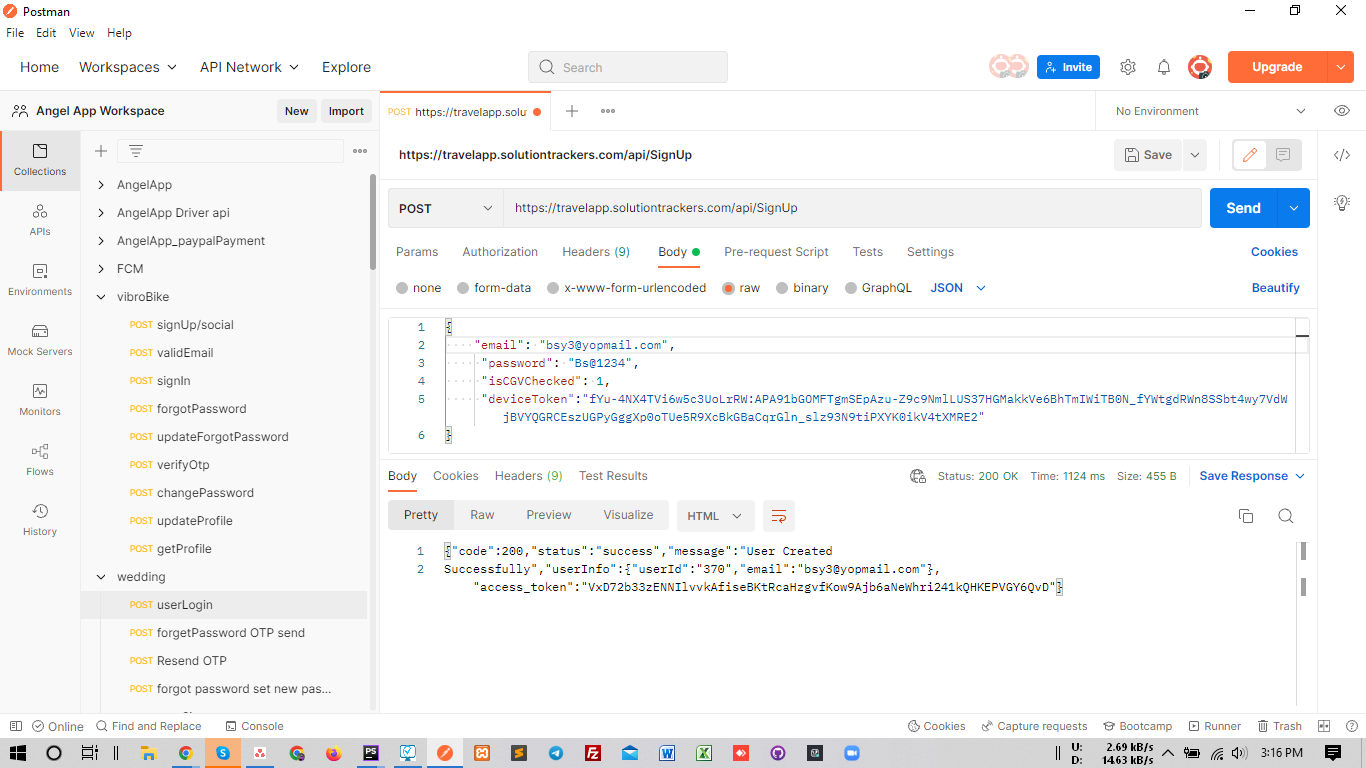 Postman
File Edit View Help
Home Workspaces API Network Explore Search Invite Upgrade
Angel App Workspace New Import POST https://travelapp.solut No Environment
Collections
APIs
Environments
Mock Servers
Monitors
Flows
History
AngelApp
AngelApp Driver api
AngelApp_paypalPayment
FCM
vibroBike
POST signUp/social
POST validEmail
POST signIn
POST forgotPassword
POST updateForgotPassword
POST verifyOtp
POST changePassword
POST updateProfile
POST getProfile
wedding
POST userLogin
POST forgetPassword OTP send
POST Resend OTP
POST forgot password set new pas...
https://travelapp.solutiontrackers.com/api/SignUp Save
POST https://travelapp.solutiontrackers.com/api/SignUp Send
Params Authorization Headers (9) Body Pre-request Script Tests Settings Cookies
none form-data x-www-form-urlencoded raw binary GraphQL JSON Beautify
1 {
2 "email": "bsy3@yopmail.com",
3 "password": "Bs@1234",
4 "isCGVChecked": 1,
5 "deviceToken":"fYu-4NX4TVi6w5c3UoLrRW:APA91bGOMFTgmSEpAzu-Z9c9NmlLUS37HGMakkVe6BhTmIWiTB0N_fYWtgdRWn8SSbt4wy7VdW
jBVYQGRCEszUGPyGggXp0oTUe5R9XcBkGBaCqrGln_slz93N9tiPXYK0ikV4tXMRE2"
6 }
Body Cookies Headers (9) Test Results Status: 200 OK Time: 1124 ms Size: 455 B Save Response
Pretty Raw Preview Visualize HTML
1 {"code":200,"status":"success","message":"User Created
2 Successfully","userInfo":{"userId":"370","email":"bsy3@yopmail.com"},
"access_token":"VxD72b33zENNIlvvkAfiseBKtRcaHzgvfKow9Ajb6aNeWhri241kQHKEPVGY6QvD"}
Online Find and Replace Console Cookies Capture requests Bootcamp Runner Trash
U: 2.69 kB/s
D: 14.63 kB/s
3:16 PM